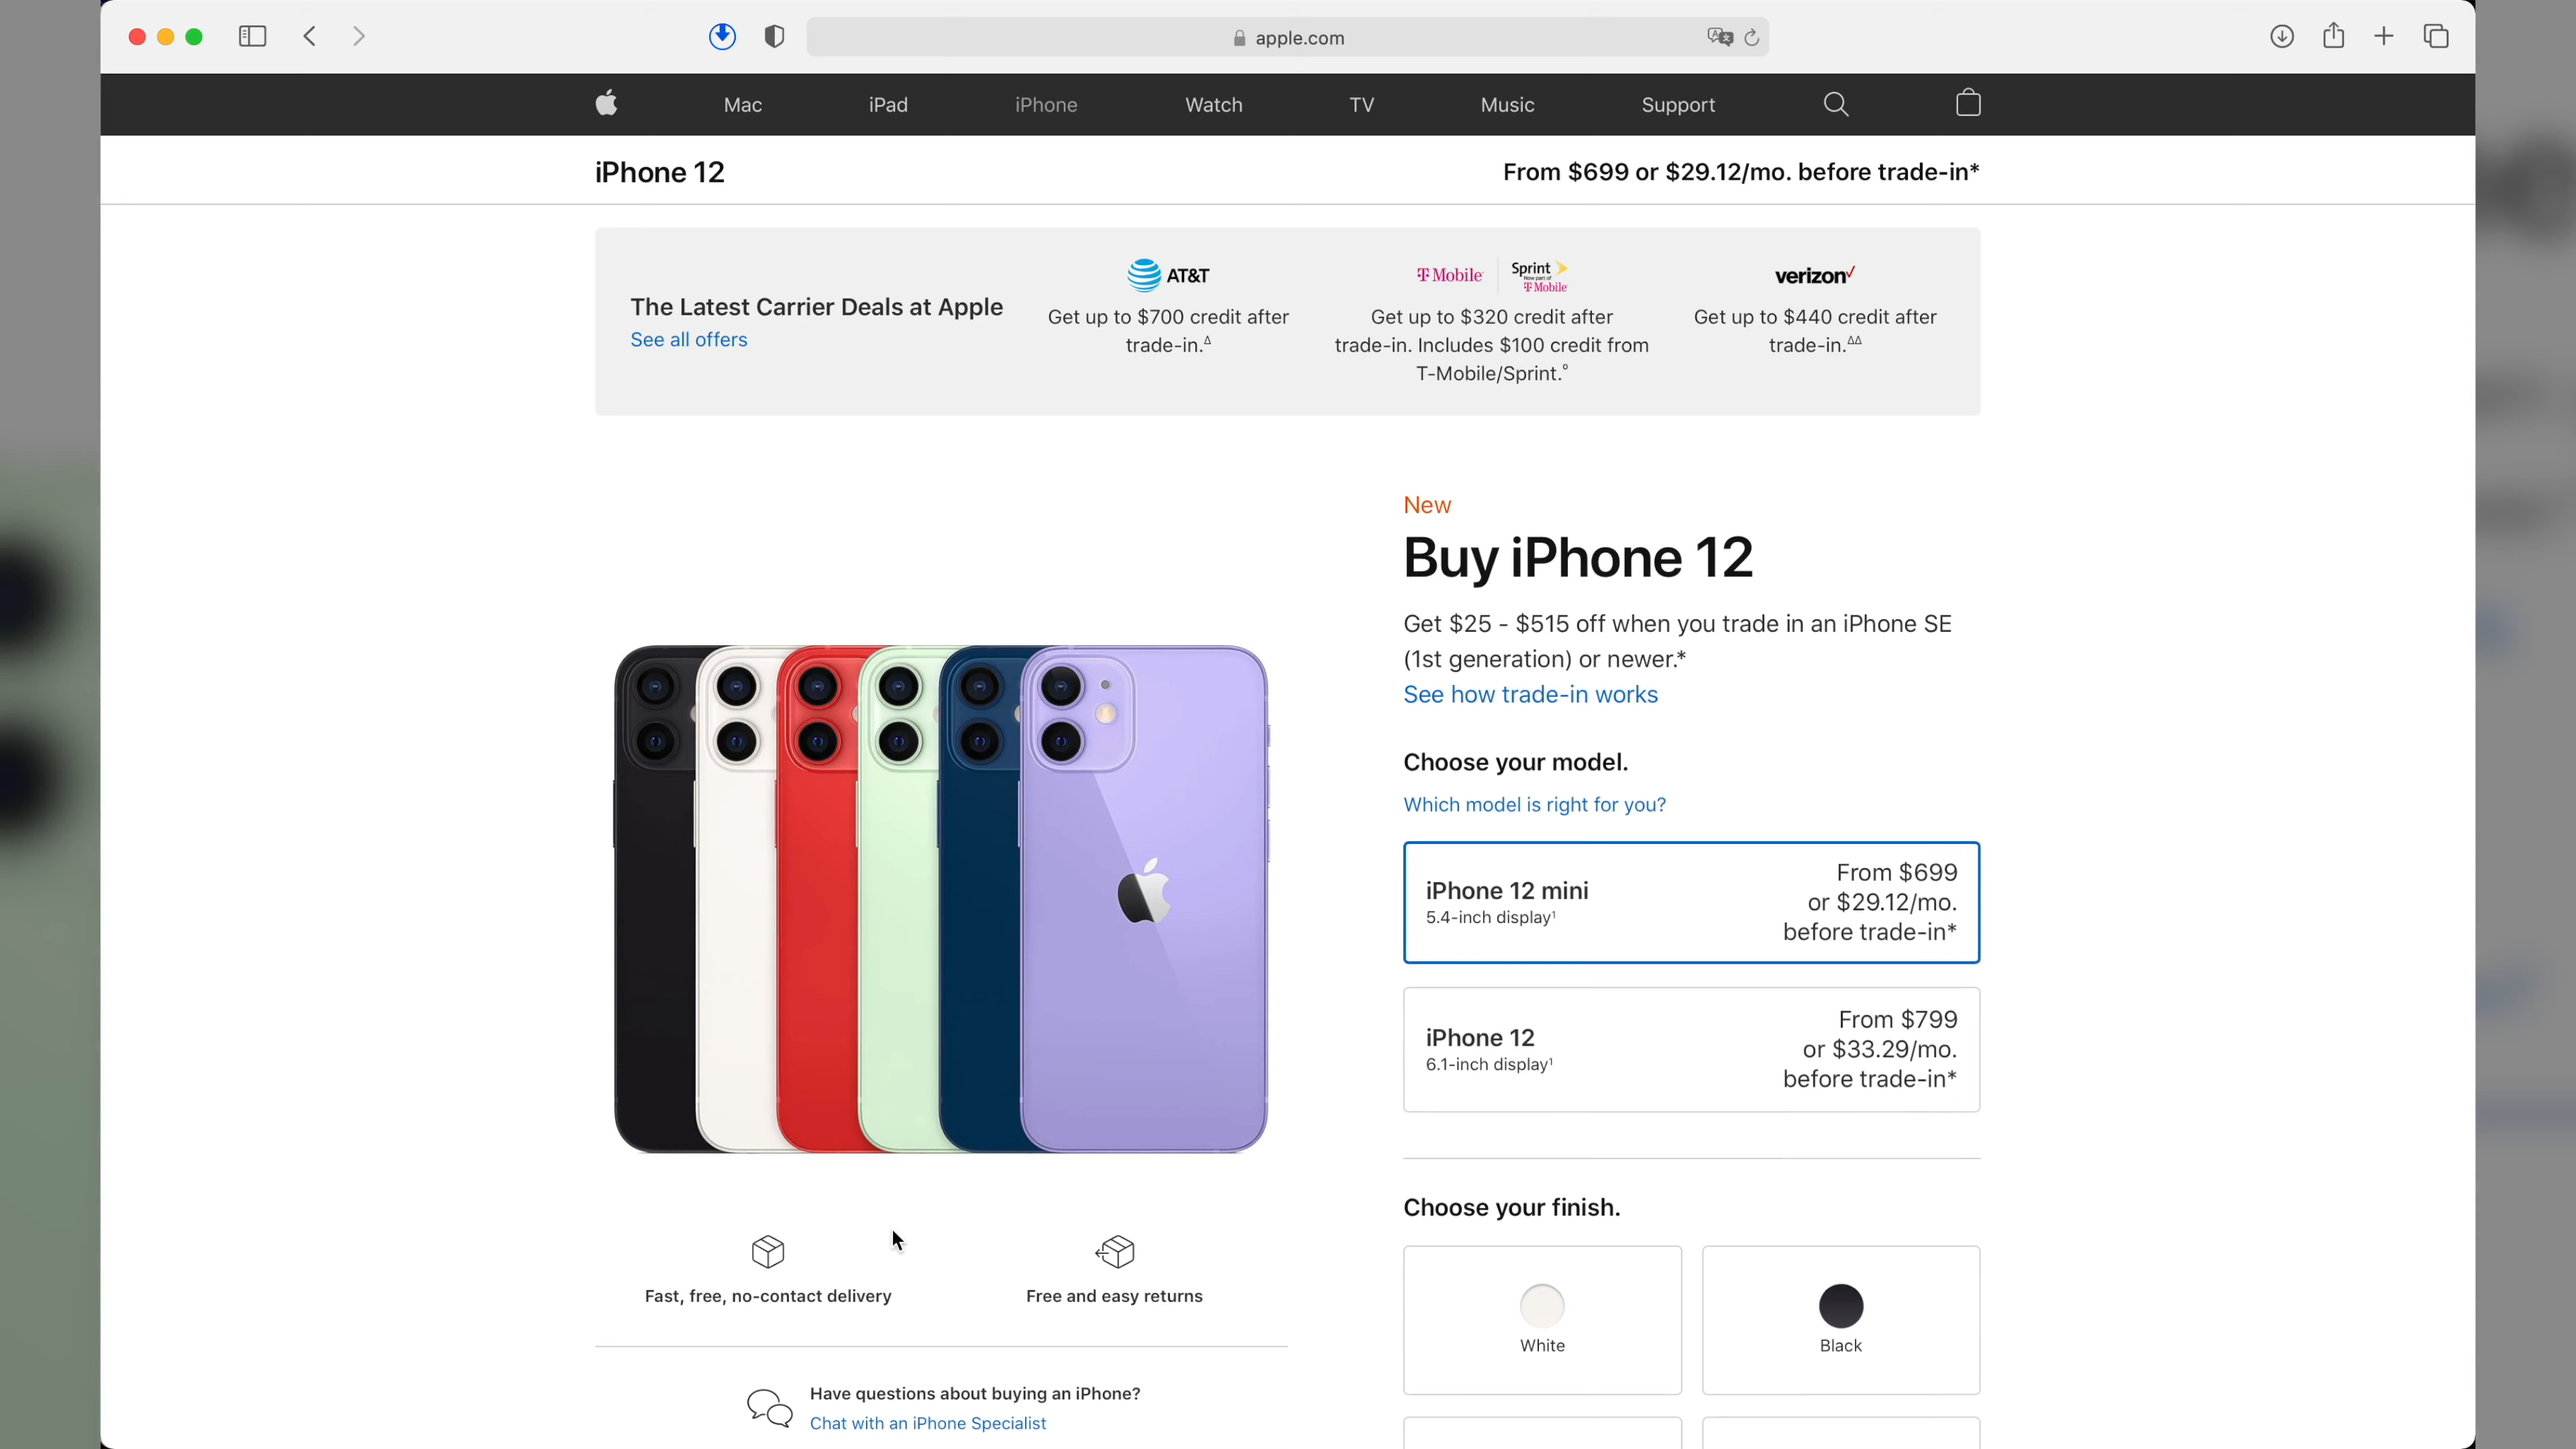 apple.com
Mac
iPad
iPhone
Watch
TV
Music
Support
iPhone 12
From $699 or $29.12/mo. before trade-in*
The Latest Carrier Deals at Apple
See all offers
AT&T
Get up to $700 credit after
trade-in.Δ
T Mobile
Sprint
Now part of
T Mobile
Get up to $320 credit after
trade-in. Includes $100 credit from
T-Mobile/Sprint.º
verizon✓
Get up to $440 credit after
trade-in.ΔΔ
New
Buy iPhone 12
Get $25 - $515 off when you trade in an iPhone SE
(1st generation) or newer.*
See how trade-in works
Choose your model.
Which model is right for you?
iPhone 12 mini
5.4-inch display¹
From $699
or $29.12/mo.
before trade-in*
iPhone 12
6.1-inch display¹
From $799
or $33.29/mo.
before trade-in*
Choose your finish.
White
Black
Fast, free, no-contact delivery
Free and easy returns
Have questions about buying an iPhone?
Chat with an iPhone Specialist